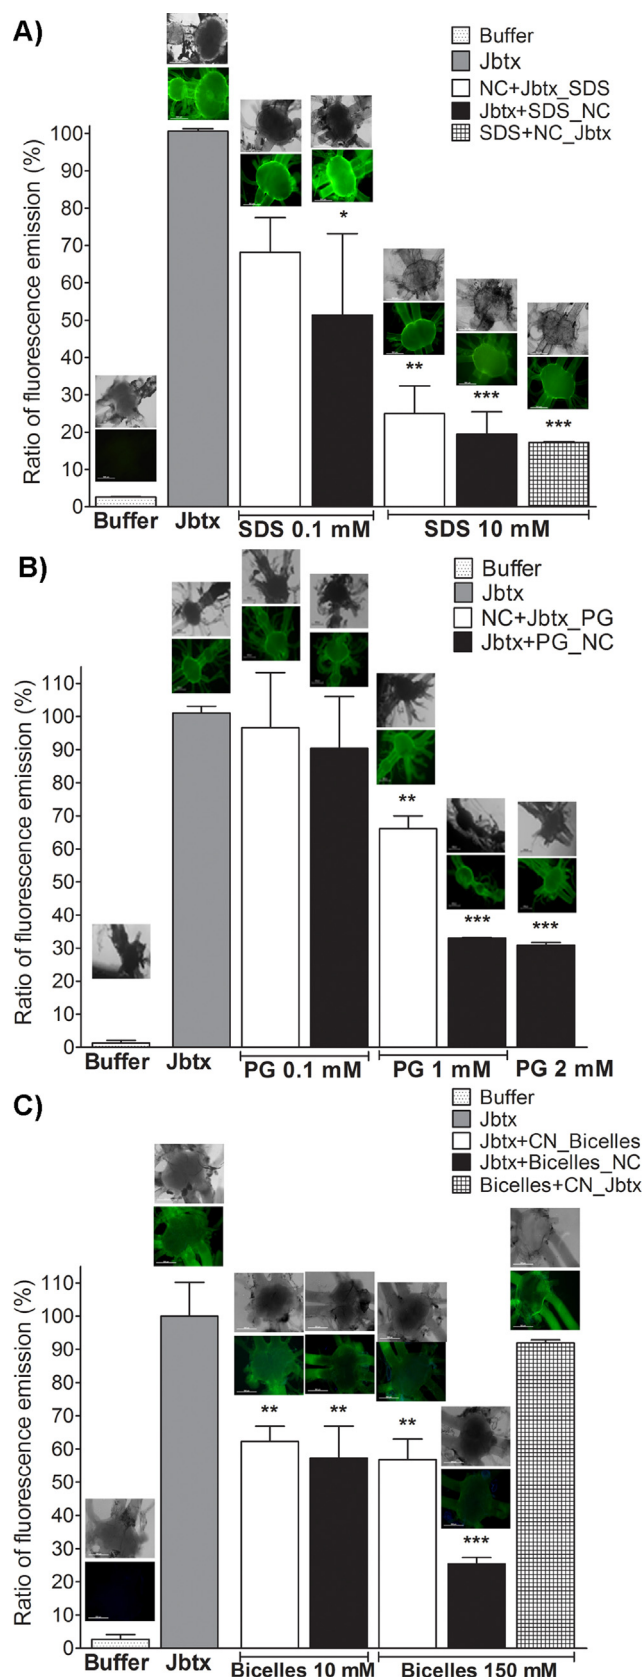 A)
Buffer
Jbtx
NC+Jbtx_SDS
Jbtx+SDS_NC
SDS+NC_Jbtx
Ratio of fluorescence emission (%)
100
90
80
70
60
50
40
30
20
10
0
*
**
***
***
Buffer
Jbtx
SDS 0.1 mM
SDS 10 mM
B)
Buffer
Jbtx
NC+Jbtx_PG
Jbtx+PG_NC
Ratio of fluorescence emission (%)
110
100
90
80
70
60
50
40
30
20
10
0
**
***
***
Buffer
Jbtx
PG 0.1 mM
PG 1 mM
PG 2 mM
C)
Buffer
Jbtx
Jbtx+CN_Bicelles
Jbtx+Bicelles_NC
Bicelles+CN_Jbtx
Ratio of fluorescence emission (%)
110
100
90
80
70
60
50
40
30
20
10
0
**
**
**
***
Buffer
Jbtx
Bicelles 10 mM
Bicelles 150 mM